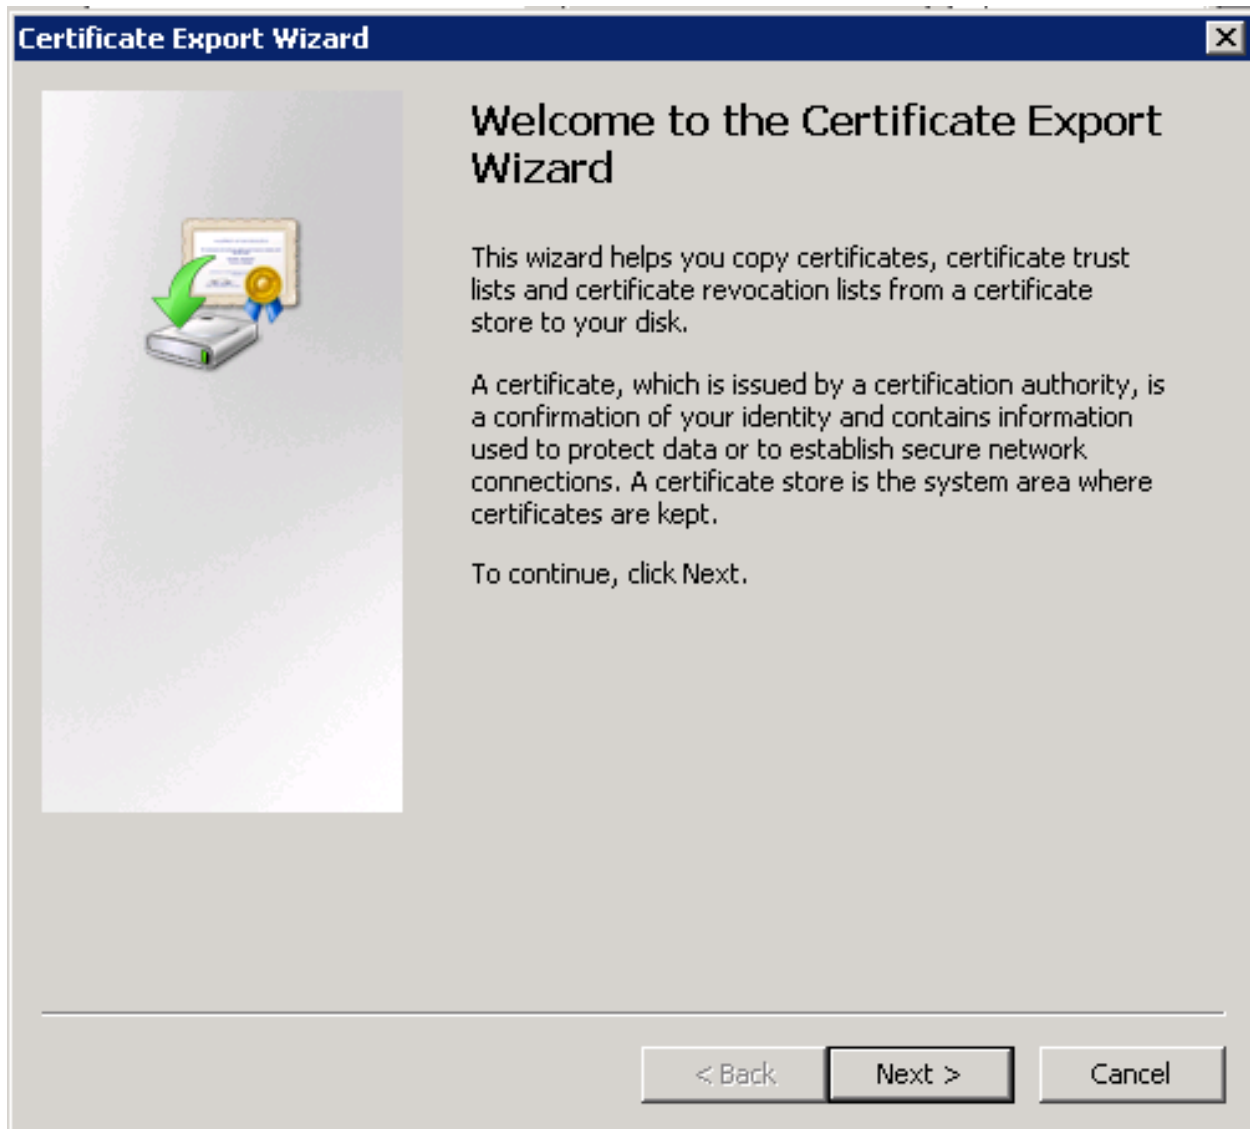 Certificate Export Wizard
Welcome to the Certificate Export
Wizard
This wizard helps you copy certificates, certificate trust
lists and certificate revocation lists from a certificate
store to your disk.
A certificate, which is issued by a certification authority, is
a confirmation of your identity and contains information
used to protect data or to establish secure network
connections. A certificate store is the system area where
certificates are kept.
To continue, click Next.
< Back
Next >
Cancel